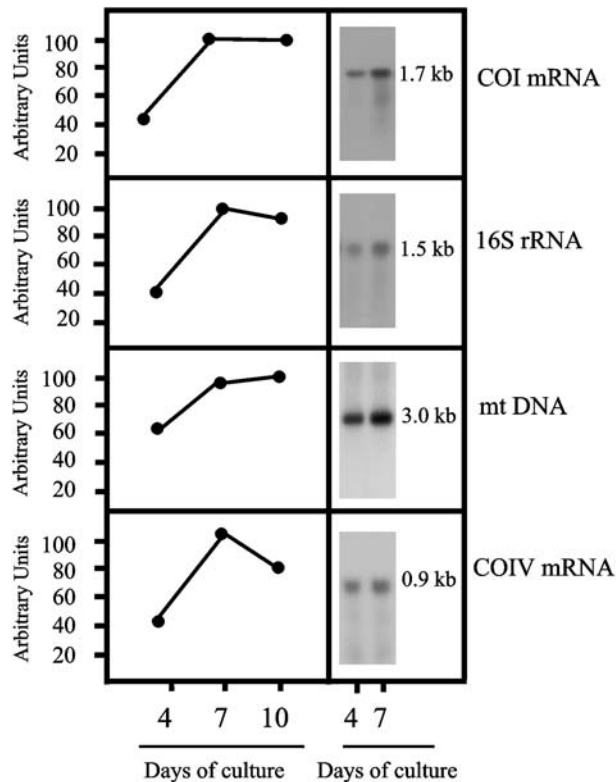 Arbitrary Units
100
80
60
40
20
1.7 kb
COI mRNA
Arbitrary Units
100
80
60
40
20
1.5 kb
16S rRNA
Arbitrary Units
100
80
60
40
20
3.0 kb
mt DNA
Arbitrary Units
100
80
60
40
20
0.9 kb
COIV mRNA
4 7 10
4 7
Days of culture
Days of culture